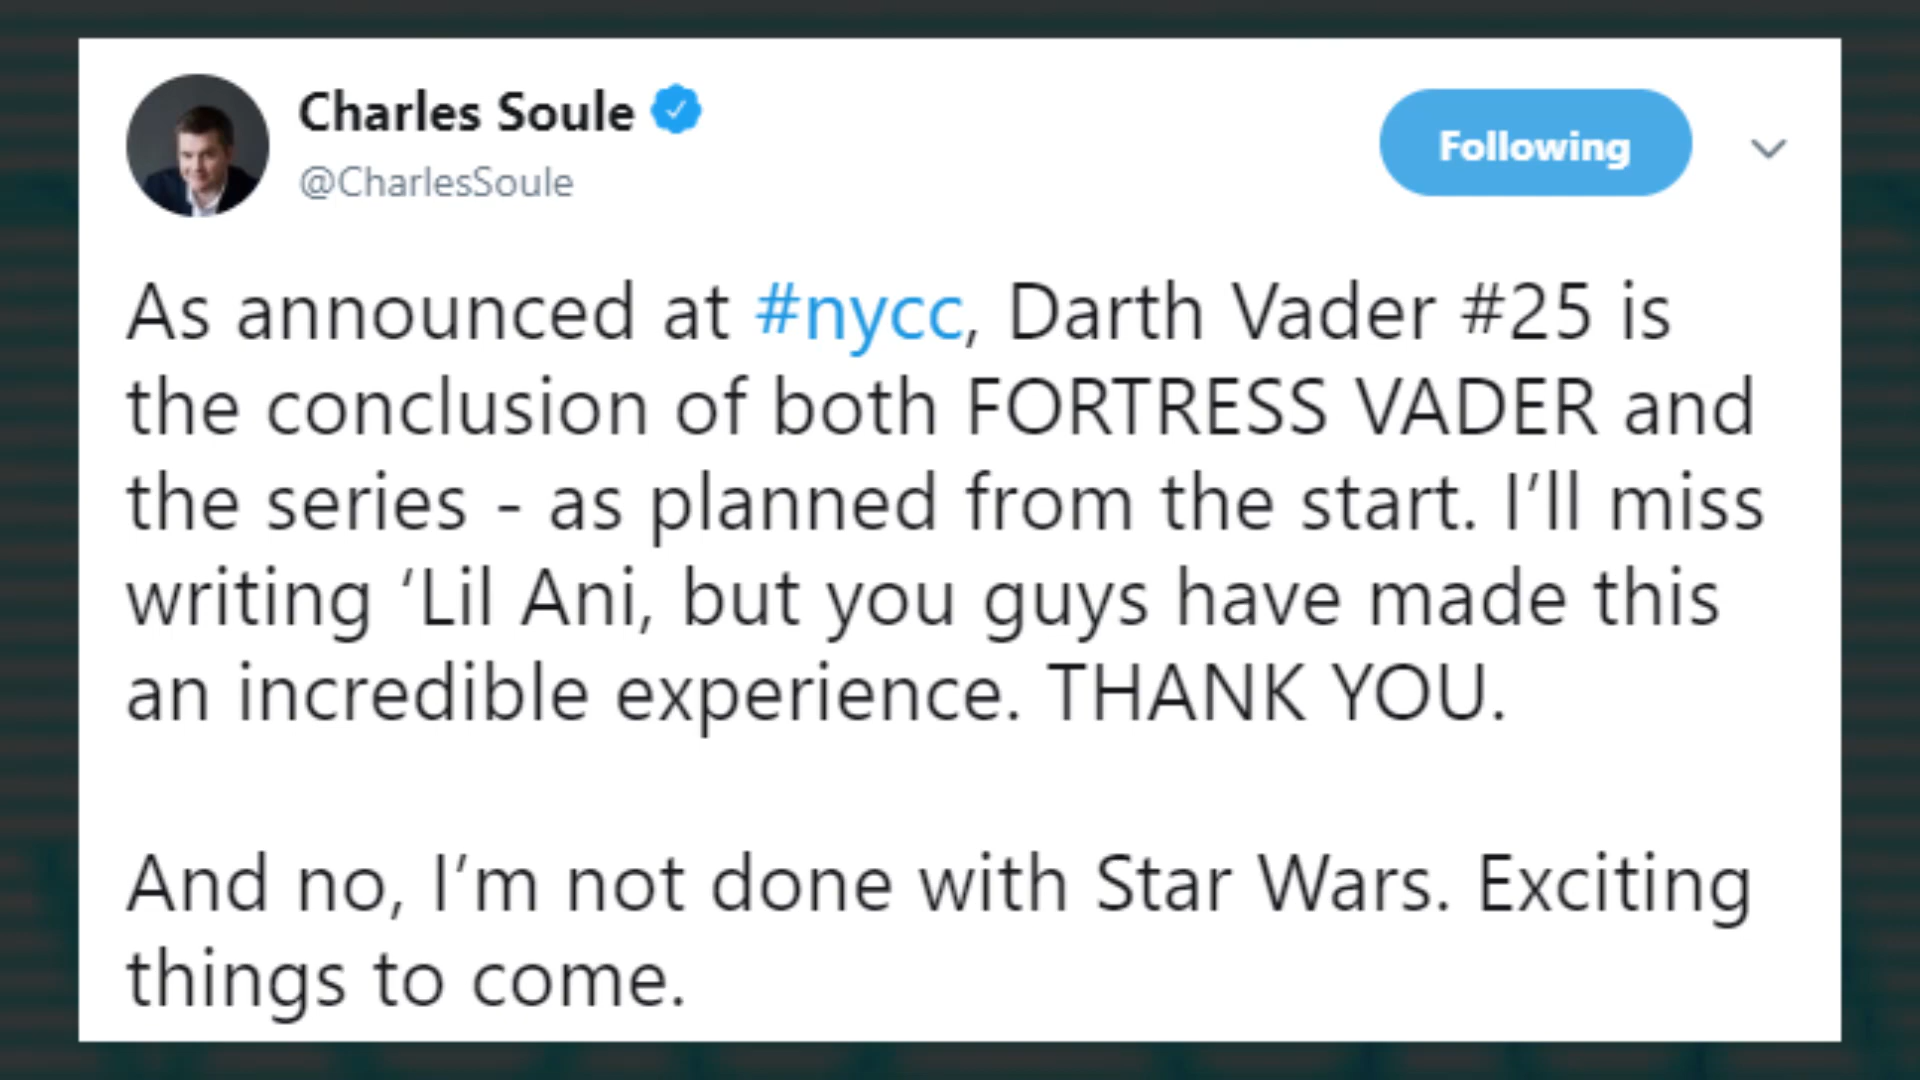 Charles Soule
@CharlesSoule
Following
As announced at #nycc, Darth Vader #25 is
the conclusion of both FORTRESS VADER and
the series - as planned from the start. I’ll miss
writing ‘Lil Ani, but you guys have made this
an incredible experience. THANK YOU.
And no, I’m not done with Star Wars. Exciting
things to come.